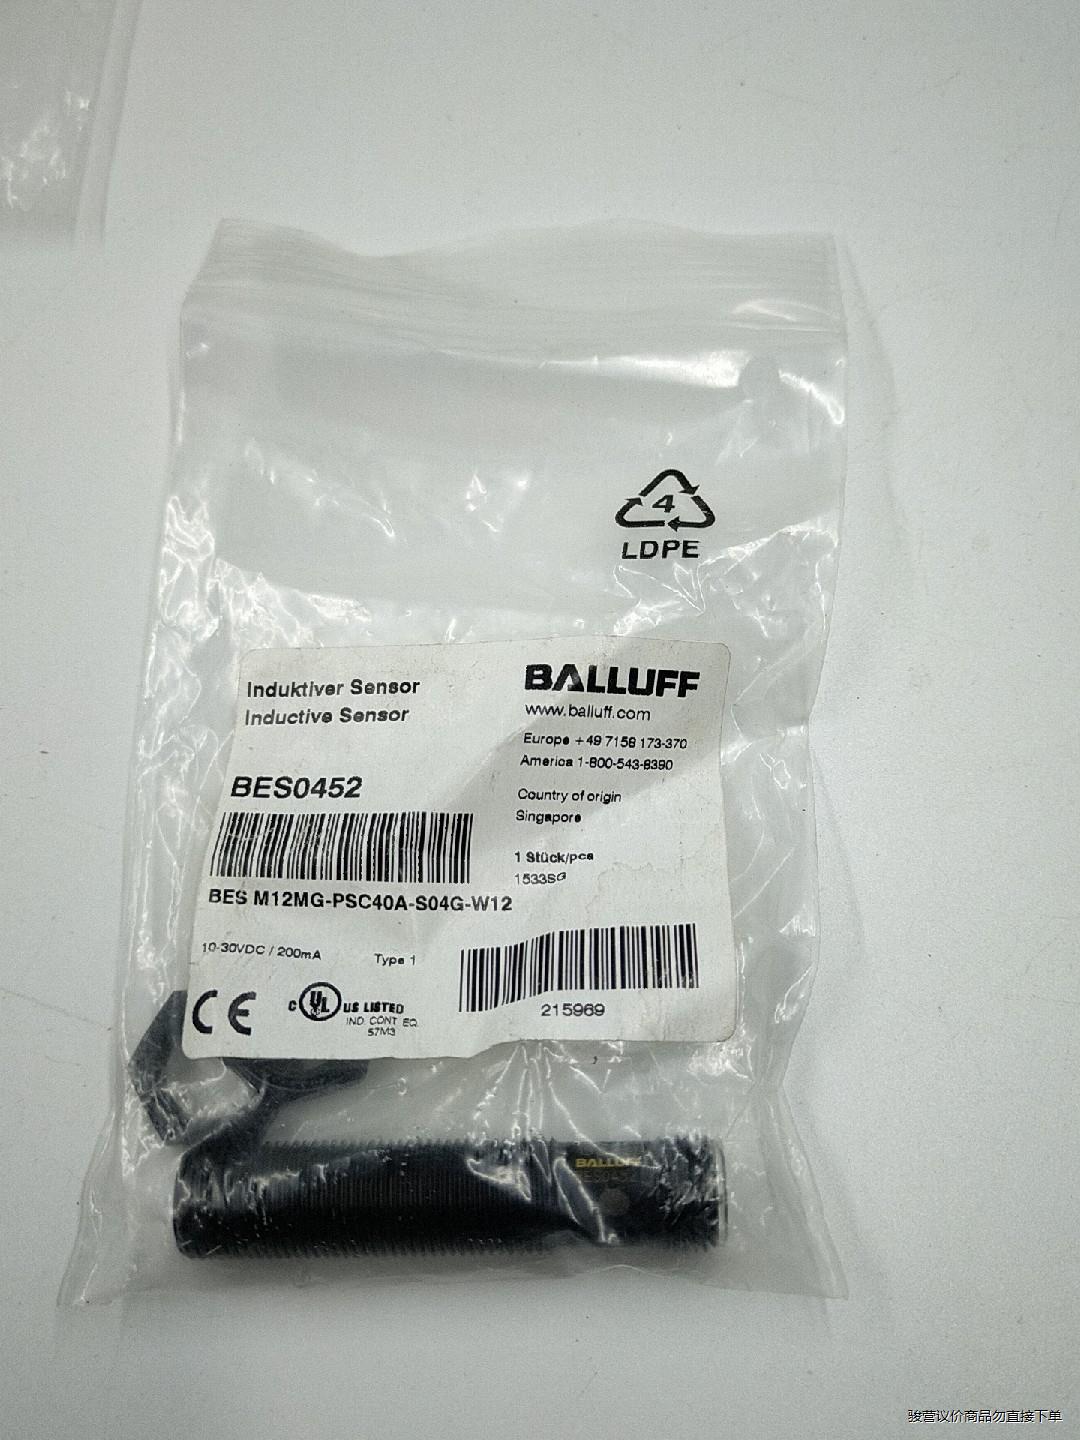 4
LDPE
Induktiver Sensor
Inductive Sensor
BALLUFF
www.balluff.com
Europe +49 7158 173-370
America 1-800-543-8390
BES0452
Country of origin
Singapore
1 Stück/pcs
1533SG
BES M12MG-PSC40A-S04G-W12
10-30VDC / 200mA
Type 1
215969
CE
C UL US LISTED
IND. CONT. EQ.
57M3
BALLUFF
骏营议价商品勿直接下单